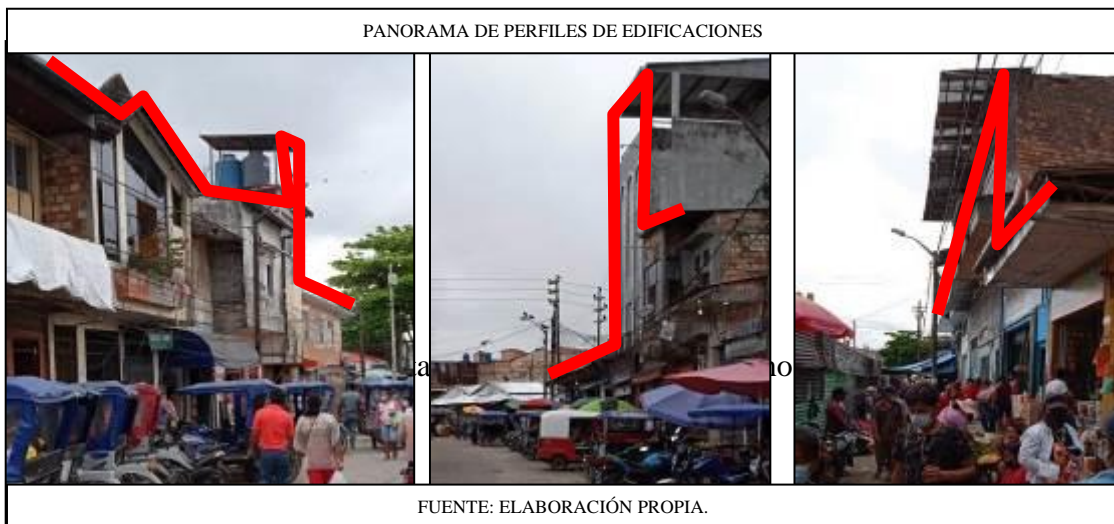 PANORAMA DE PERFILES DE EDIFICACIONES
FUENTE: ELABORACIÓN PROPIA.